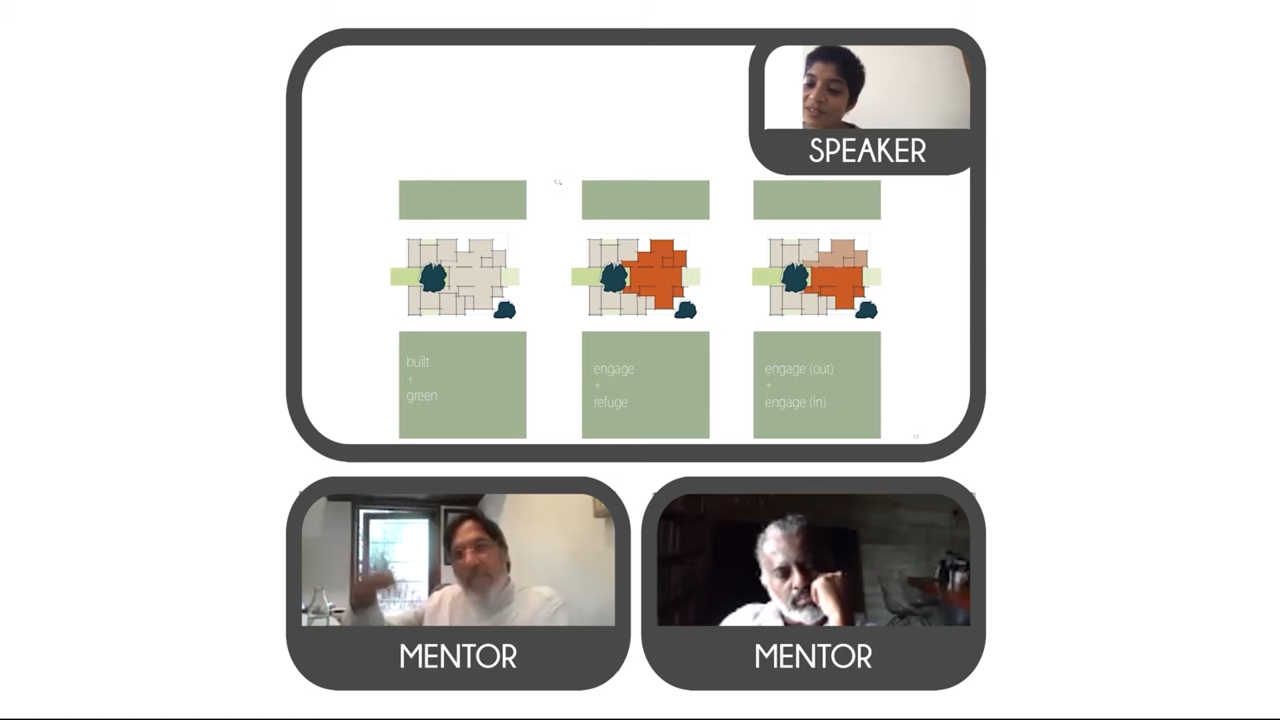 SPEAKER
built
+
green
engage
+
refuge
engage (out)
+
engage (in)
MENTOR
MENTOR